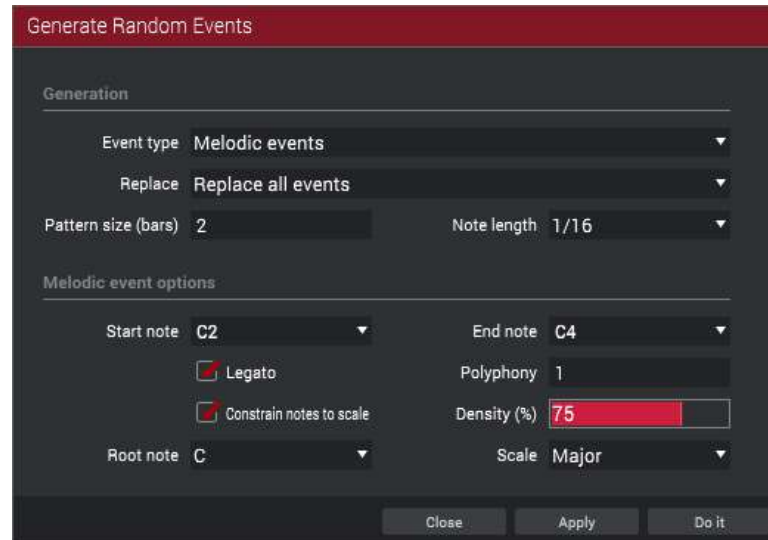 Generate Random Events
Generation
Event type Melodic events
Replace Replace all events
Pattern size (bars) 2 Note length 1/16
Melodic event options
Start note C2 End note C4
Legato Polyphony 1
Constrain notes to scale Density (%) 75
Root note C Scale Major
Close Apply Do it